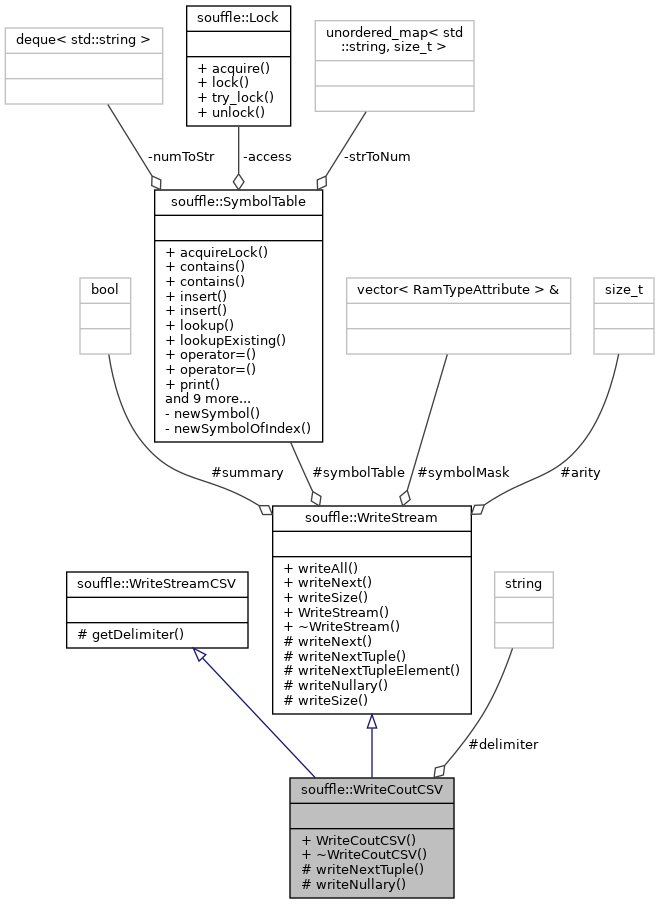 souffle::Lock
+ acquire()
+ lock()
+ try_lock()
+ unlock()
deque< std::string >
unordered_map< std
::string, size_t >
-numToStr
-access
-strToNum
souffle::SymbolTable
+ acquireLock()
+ contains()
+ contains()
+ insert()
+ insert()
+ lookup()
+ lookupExisting()
+ operator=()
+ operator=()
+ print()
and 9 more...
- newSymbol()
- newSymbolOfIndex()
bool
vector< RamTypeAttribute > &
size_t
#summary
#symbolTable
#symbolMask
#arity
souffle::WriteStream
+ writeAll()
+ writeNext()
+ writeSize()
+ WriteStream()
+ ~WriteStream()
# writeNext()
# writeNextTuple()
# writeNextTupleElement()
# writeNullary()
# writeSize()
souffle::WriteStreamCSV
# getDelimiter()
string
#delimiter
souffle::WriteCoutCSV
+ WriteCoutCSV()
+ ~WriteCoutCSV()
# writeNextTuple()
# writeNullary()